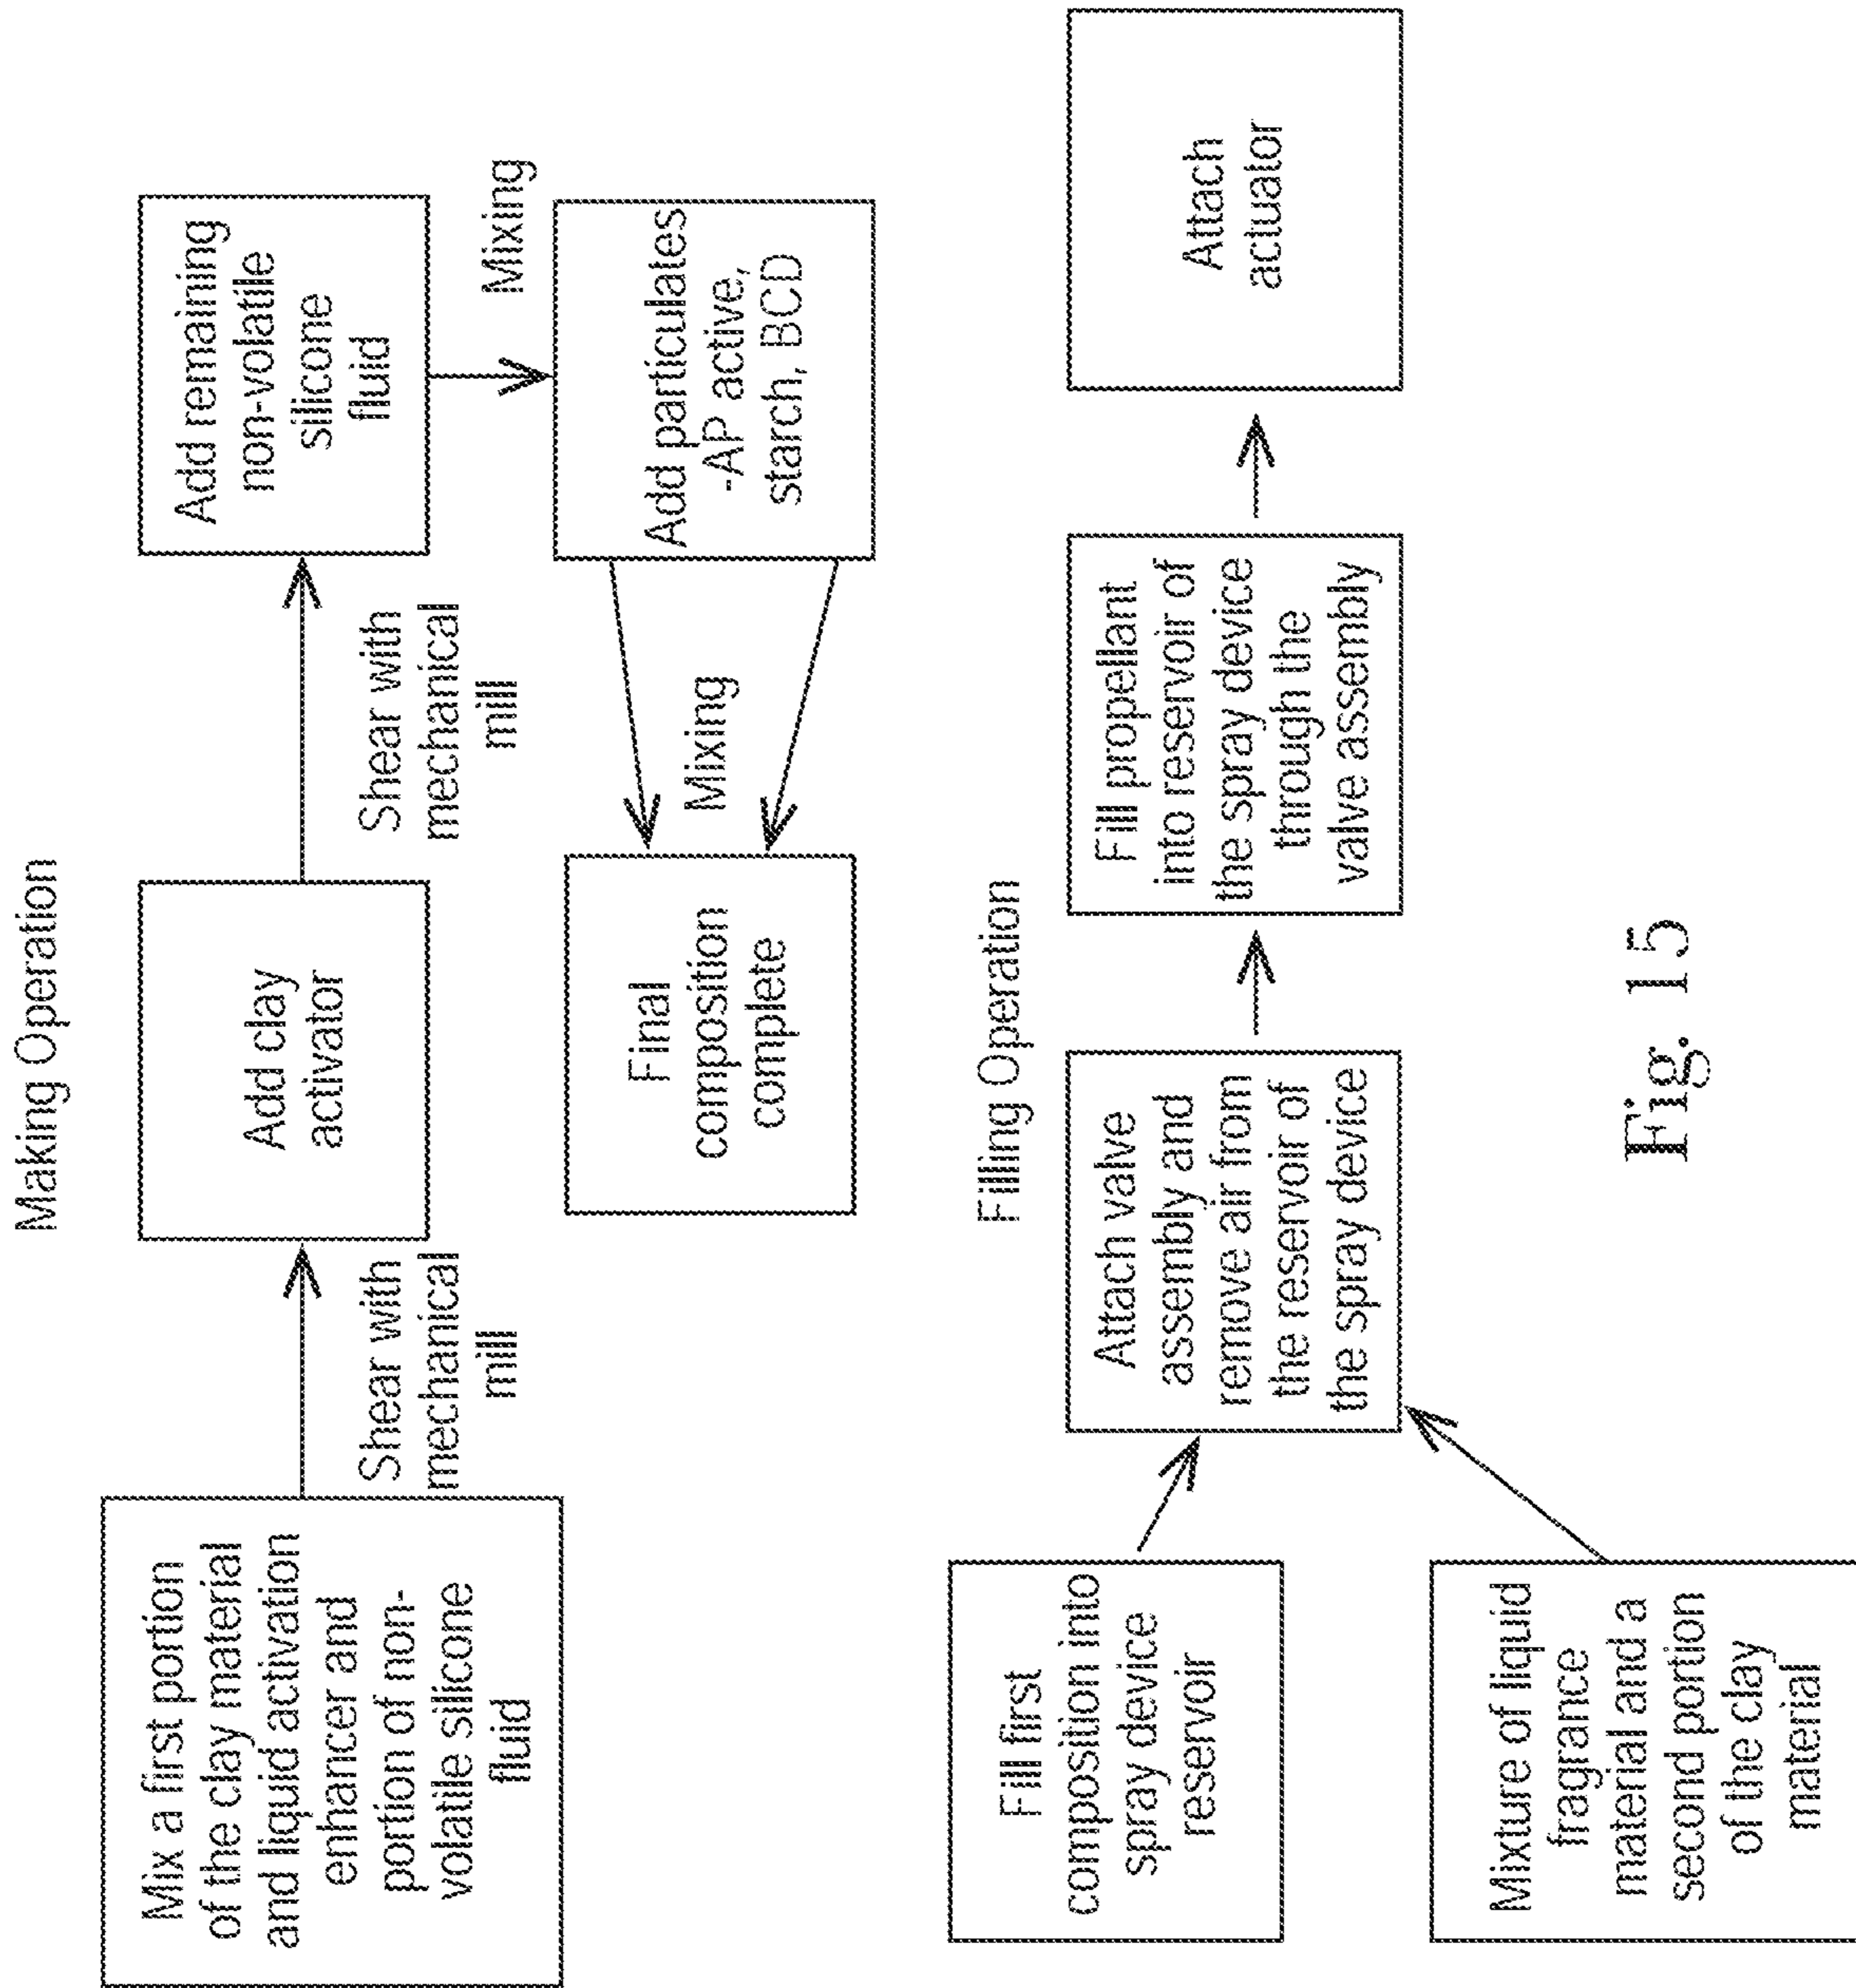 Making Operation
Mix a first portion
of the clay material
and liquid activation
enhancer and
portion of non-
volatile silicone
fluid
Shear with
mechanical
mill
Add clay
activator
Shear with
mechanical
mill
Add remaining
non-volatile
silicone
fluid
Mixing
Add particulates
-AP active,
starch, BCD
Mixing
Final
composition
complete
Filling Operation
Fill first
composition into
spray device
reservoir
Mixture of liquid
fragrance
material and a
second portion
of the clay
material
Attach valve
assembly and
remove air from
the reservoir of
the spray device
Fill propellant
into reservoir of
the spray device
through the
valve assembly
Attach
actuator
Fig. 15